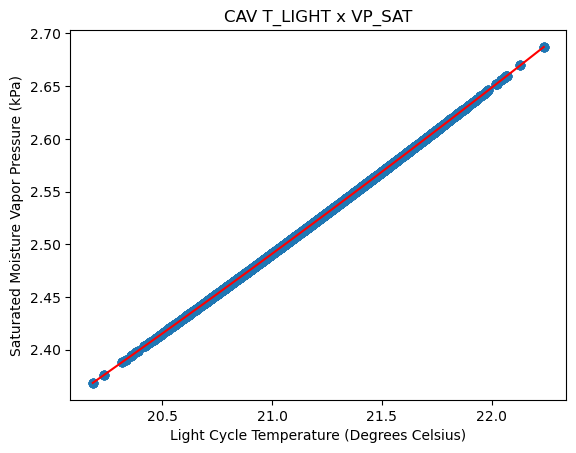 CAV T_LIGHT x VP_SAT
Saturated Moisture Vapor Pressure (kPa)
2.70
2.65
2.60
2.55
2.50
2.45
2.40
20.5 21.0 21.5 22.0
Light Cycle Temperature (Degrees Celsius)